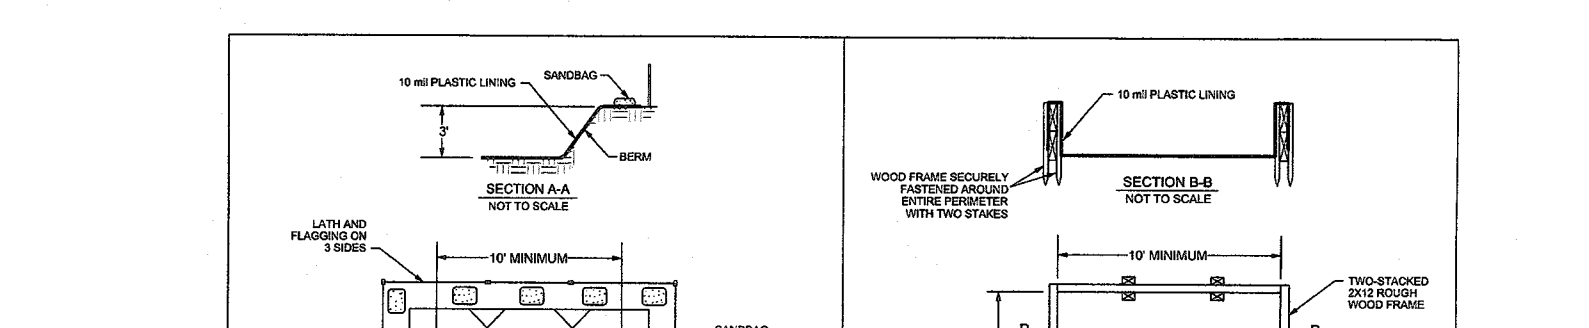 10 mil PLASTIC LINING
SANDBAG
3'
BERM
SECTION A-A
NOT TO SCALE
LATH AND
FLAGGING ON
3 SIDES
10' MINIMUM
10 mil PLASTIC LINING
WOOD FRAME SECURELY
FASTENED AROUND
ENTIRE PERIMETER
WITH TWO STAKES
SECTION B-B
NOT TO SCALE
10' MINIMUM
TWO-STACKED
2X12 ROUGH
WOOD FRAME
SANDBAG